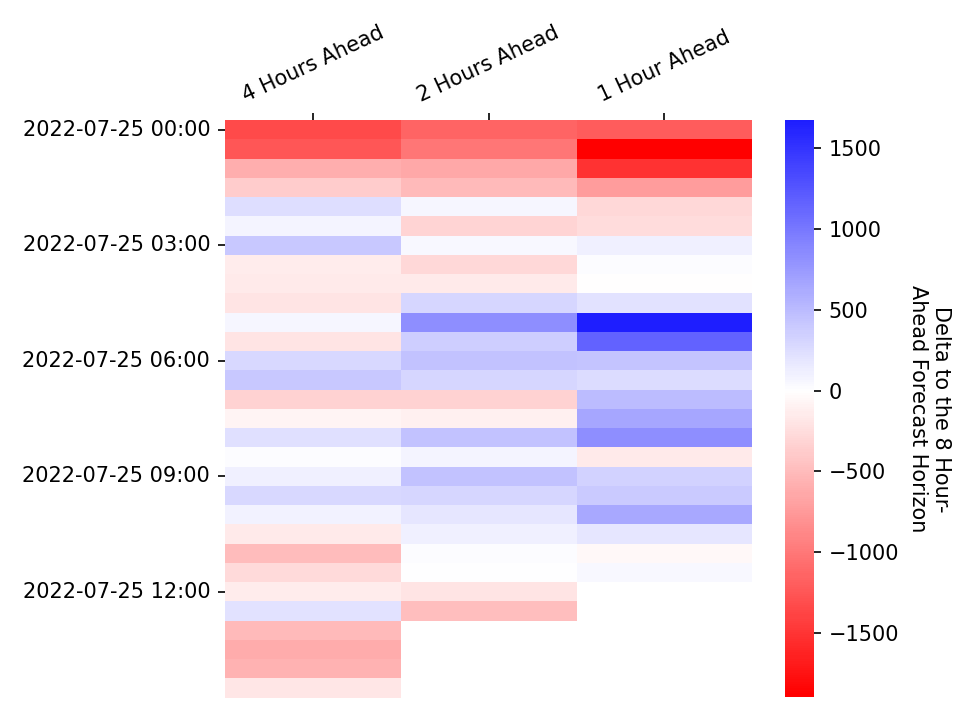 4 Hours Ahead
2 Hours Ahead
1 Hour Ahead
2022-07-25 00:00
2022-07-25 03:00
2022-07-25 06:00
2022-07-25 09:00
2022-07-25 12:00
1500
1000
500
0
−500
−1000
−1500
Delta to the 8 Hour-
Ahead Forecast Horizon